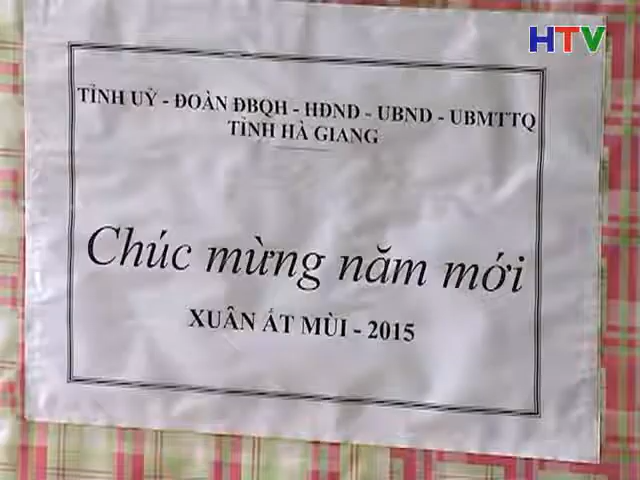 HTV
TỈNH UỶ - ĐOÀN ĐBQH - HĐND - UBND - UBMTTQ
TỈNH HÀ GIANG
Chúc mừng năm mới
XUÂN ẤT MÙI - 2015